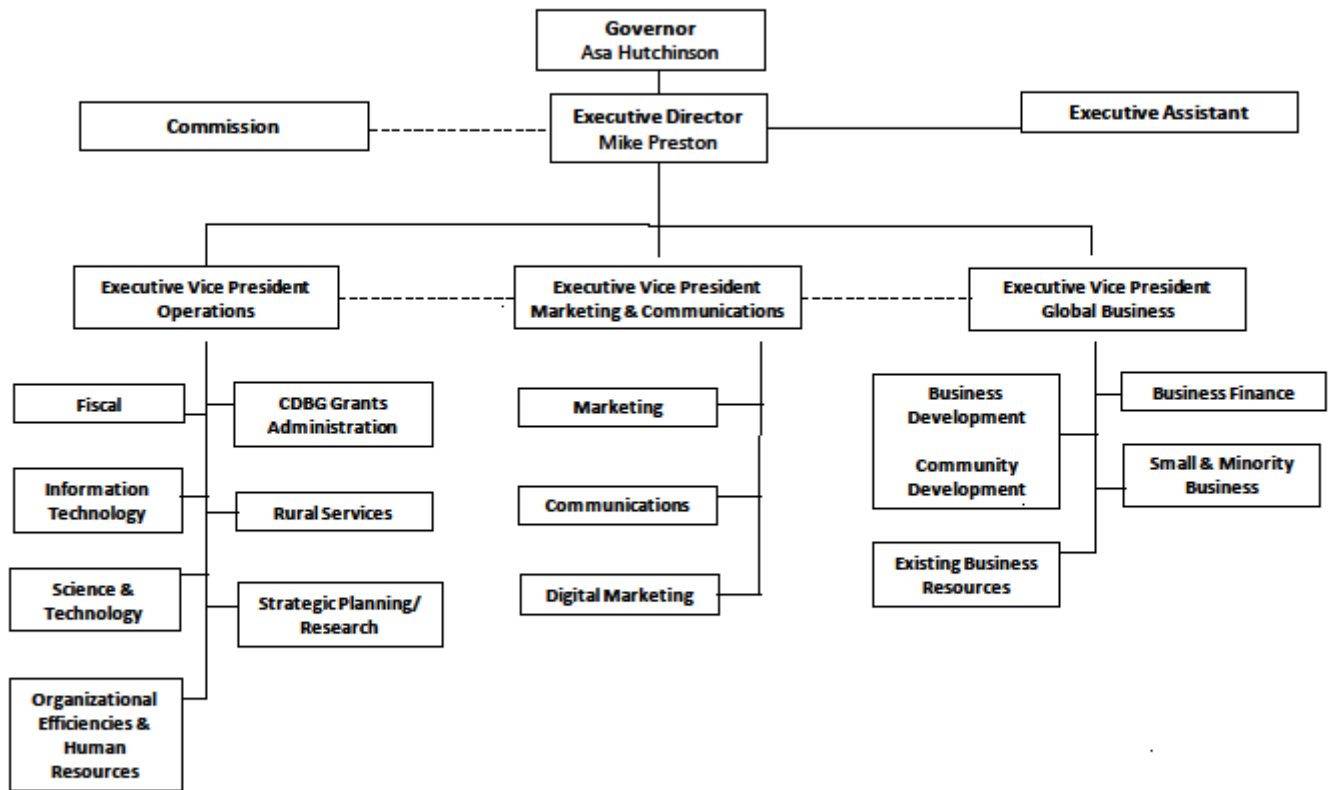 Governor
Asa Hutchinson
Commission
Executive Director
Mike Preston
Executive Assistant
Executive Vice President
Operations
Executive Vice President
Marketing & Communications
Executive Vice President
Global Business
Fiscal
CDBG Grants
Administration
Information
Technology
Rural Services
Science &
Technology
Strategic Planning/
Research
Organizational
Efficiencies &
Human
Resources
Marketing
Communications
Digital Marketing
Business
Development
Community
Development
Business Finance
Small & Minority
Business
Existing Business
Resources